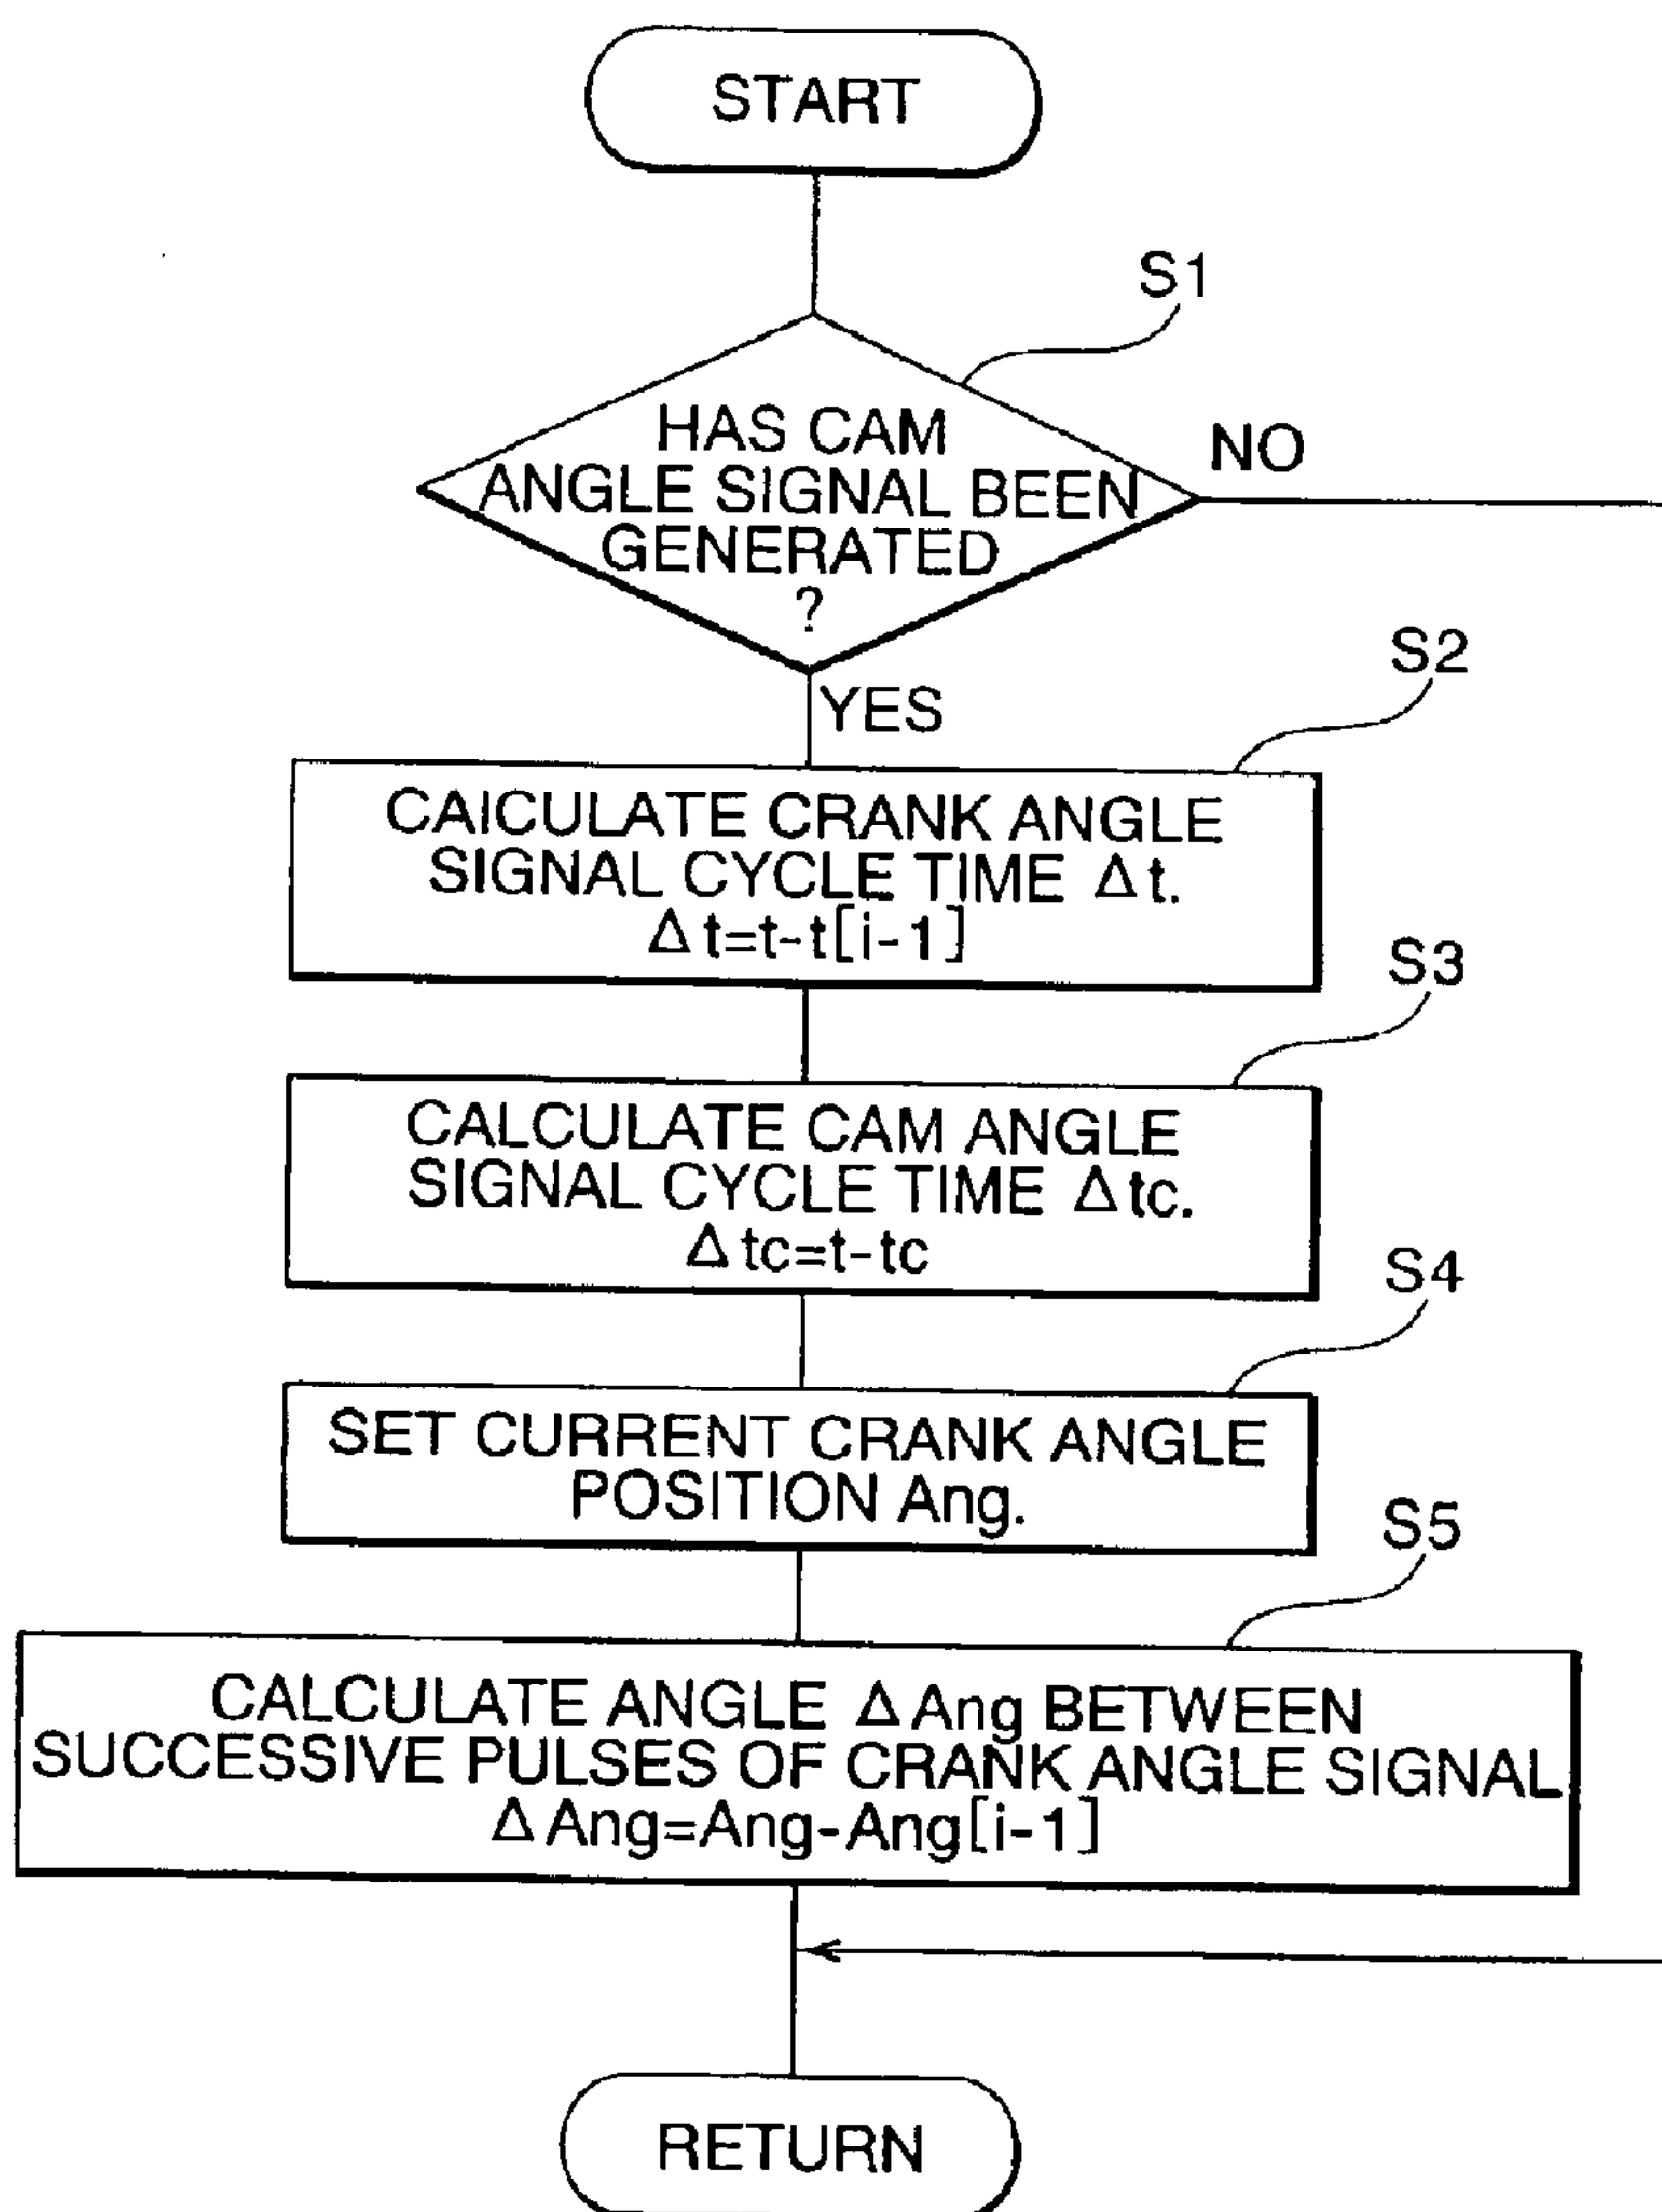 START
S1
HAS CAM
ANGLE SIGNAL BEEN
GENERATED
?
NO
YES
S2
CAICULATE CRANK ANGLE
SIGNAL CYCLE TIME Δt.
Δt=t-t[i-1]
S3
CALCULATE CAM ANGLE
SIGNAL CYCLE TIME Δtc.
Δtc=t-tc
S4
SET CURRENT CRANK ANGLE
POSITION Ang.
S5
CALCULATE ANGLE ΔAng BETWEEN
SUCCESSIVE PULSES OF CRANK ANGLE SIGNAL
ΔAng=Ang-Ang[i-1]
RETURN